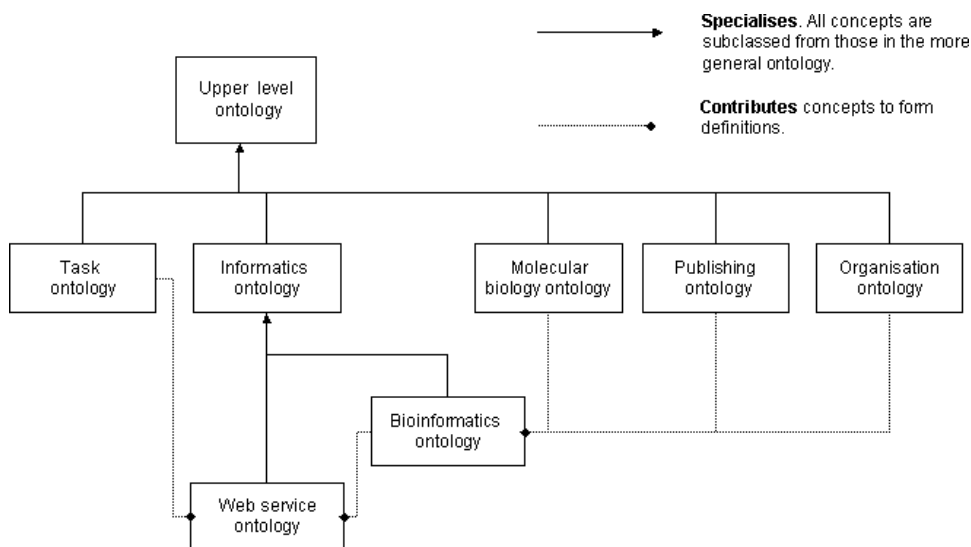 Specialises. All concepts are
subclassed from those in the more
general ontology.
Contributes concepts to form
definitions.
Upper level
ontology
Task
ontology
Informatics
ontology
Molecular
biology ontology
Publishing
ontology
Organisation
ontology
Bioinformatics
ontology
Web service
ontology